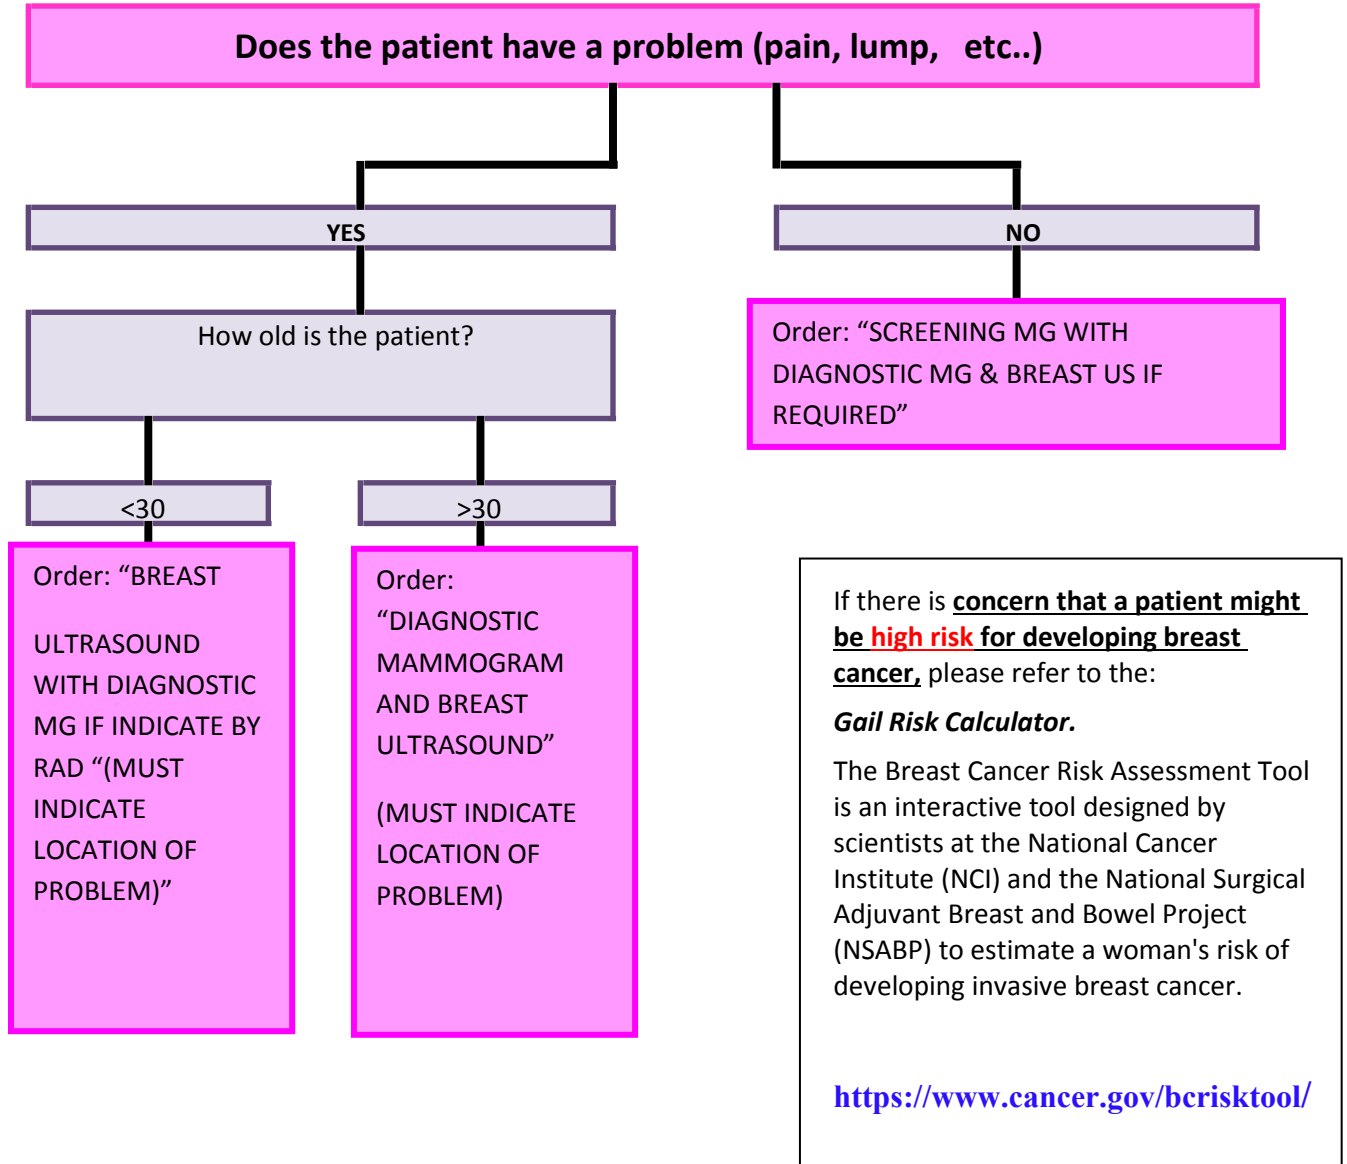 Does the patient have a problem (pain, lump, etc..)
YES
NO
How old is the patient?
Order: “SCREENING MG WITH
DIAGNOSTIC MG & BREAST US IF
REQUIRED”
<30
>30
Order: “BREAST
ULTRASOUND
WITH DIAGNOSTIC
MG IF INDICATE BY
RAD “(MUST
INDICATE
LOCATION OF
PROBLEM)”
Order:
“DIAGNOSTIC
MAMMOGRAM
AND BREAST
ULTRASOUND”
(MUST INDICATE
LOCATION OF
PROBLEM)
If there is concern that a patient might
be high risk for developing breast
cancer, please refer to the:
Gail Risk Calculator.
The Breast Cancer Risk Assessment Tool
is an interactive tool designed by
scientists at the National Cancer
Institute (NCI) and the National Surgical
Adjuvant Breast and Bowel Project
(NSABP) to estimate a woman's risk of
developing invasive breast cancer.
https://www.cancer.gov/bcrisktool/